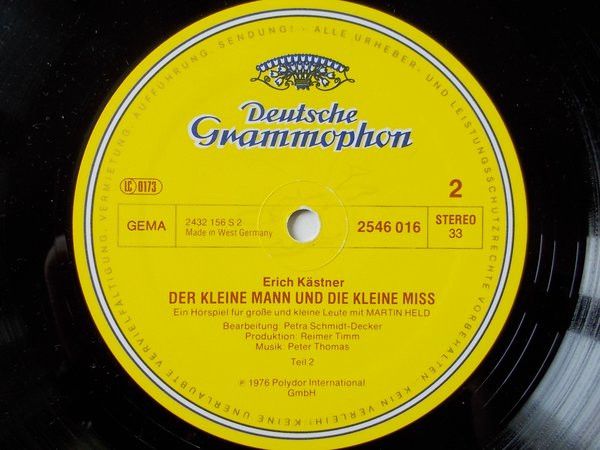 KEINE UNERLAUBTE VERVIELFÄLTIGUNG, VERMIETUNG, AUFFÜHRUNG, SENDUNG! - ALLE URHEBER- UND LEISTUNGSSCHUTZRECHTE VORBEHALTEN. KEIN VERLEIH!
Deutsche
Grammophon
LC 0173
2
GEMA
2432 156 S 2
Made in West Germany
2546 016
STEREO
33
Erich Kästner
DER KLEINE MANN UND DIE KLEINE MISS
Ein Hörspiel für große und kleine Leute mit MARTIN HELD
Bearbeitung: Petra Schmidt-Decker
Produktion: Reimer Timm
Musik: Peter Thomas
Teil 2
℗ 1976 Polydor International
GmbH